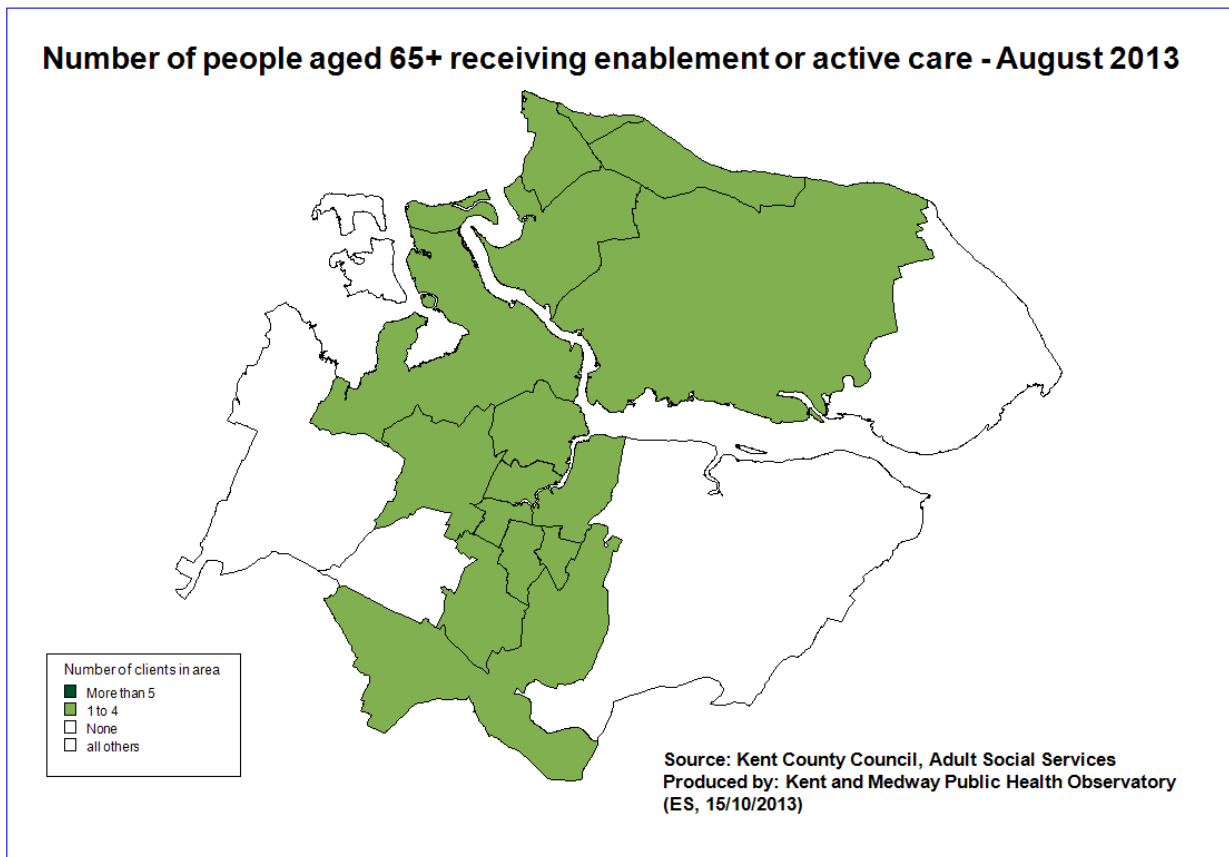 Number of people aged 65+ receiving enablement or active care - August 2013
Number of clients in area
More than 5
1 to 4
None
all others
Source: Kent County Council, Adult Social Services
Produced by: Kent and Medway Public Health Observatory
(ES, 15/10/2013)